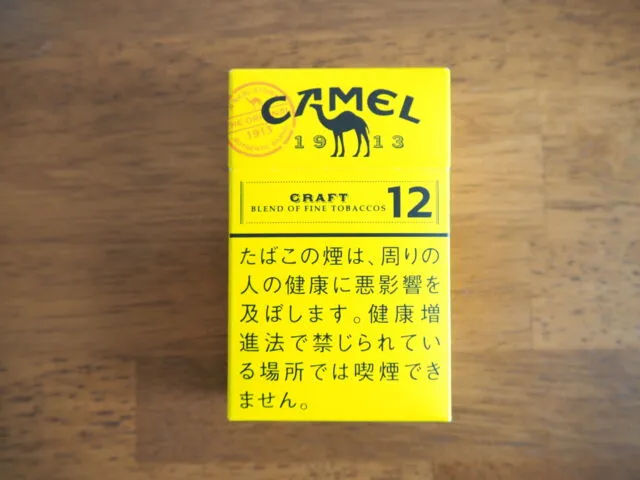 CAMEL
1913
1913
CRAFT
BLEND OF FINE TOBACCOS
12
たばこの煙は、周りの
人の健康に悪影響を
及ぼします。健康増
進法で禁じられてい
る場所では喫煙でき
ません。